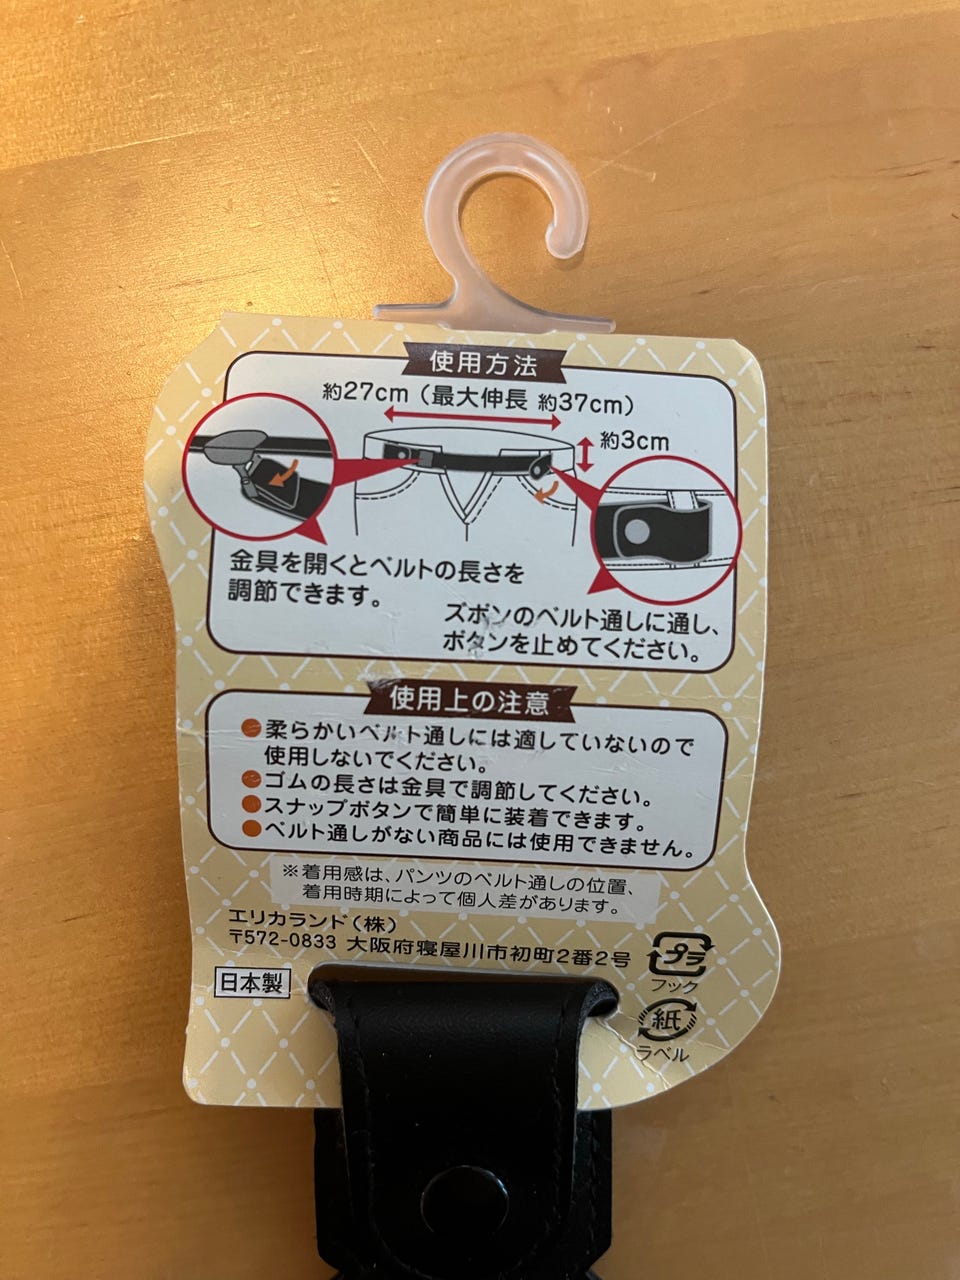 使用方法
約27cm（最大伸長 約37cm）
約3cm
金具を開くとベルトの長さを
調節できます。
ズボンのベルト通しに通し、
ボタンを止めてください。
使用上の注意
●柔らかいベルト通しには適していないので
使用しないでください。
●ゴムの長さは金具で調節してください。
●スナップボタンで簡単に装着できます。
●ベルト通しがない商品には使用できません。
※着用感は、パンツのベルト通しの位置、
着用時期によって個人差があります。
エリカランド（株）
〒572-0833 大阪府寝屋川市初町2番2号
日本製
プラ
フック
紙
ラベル